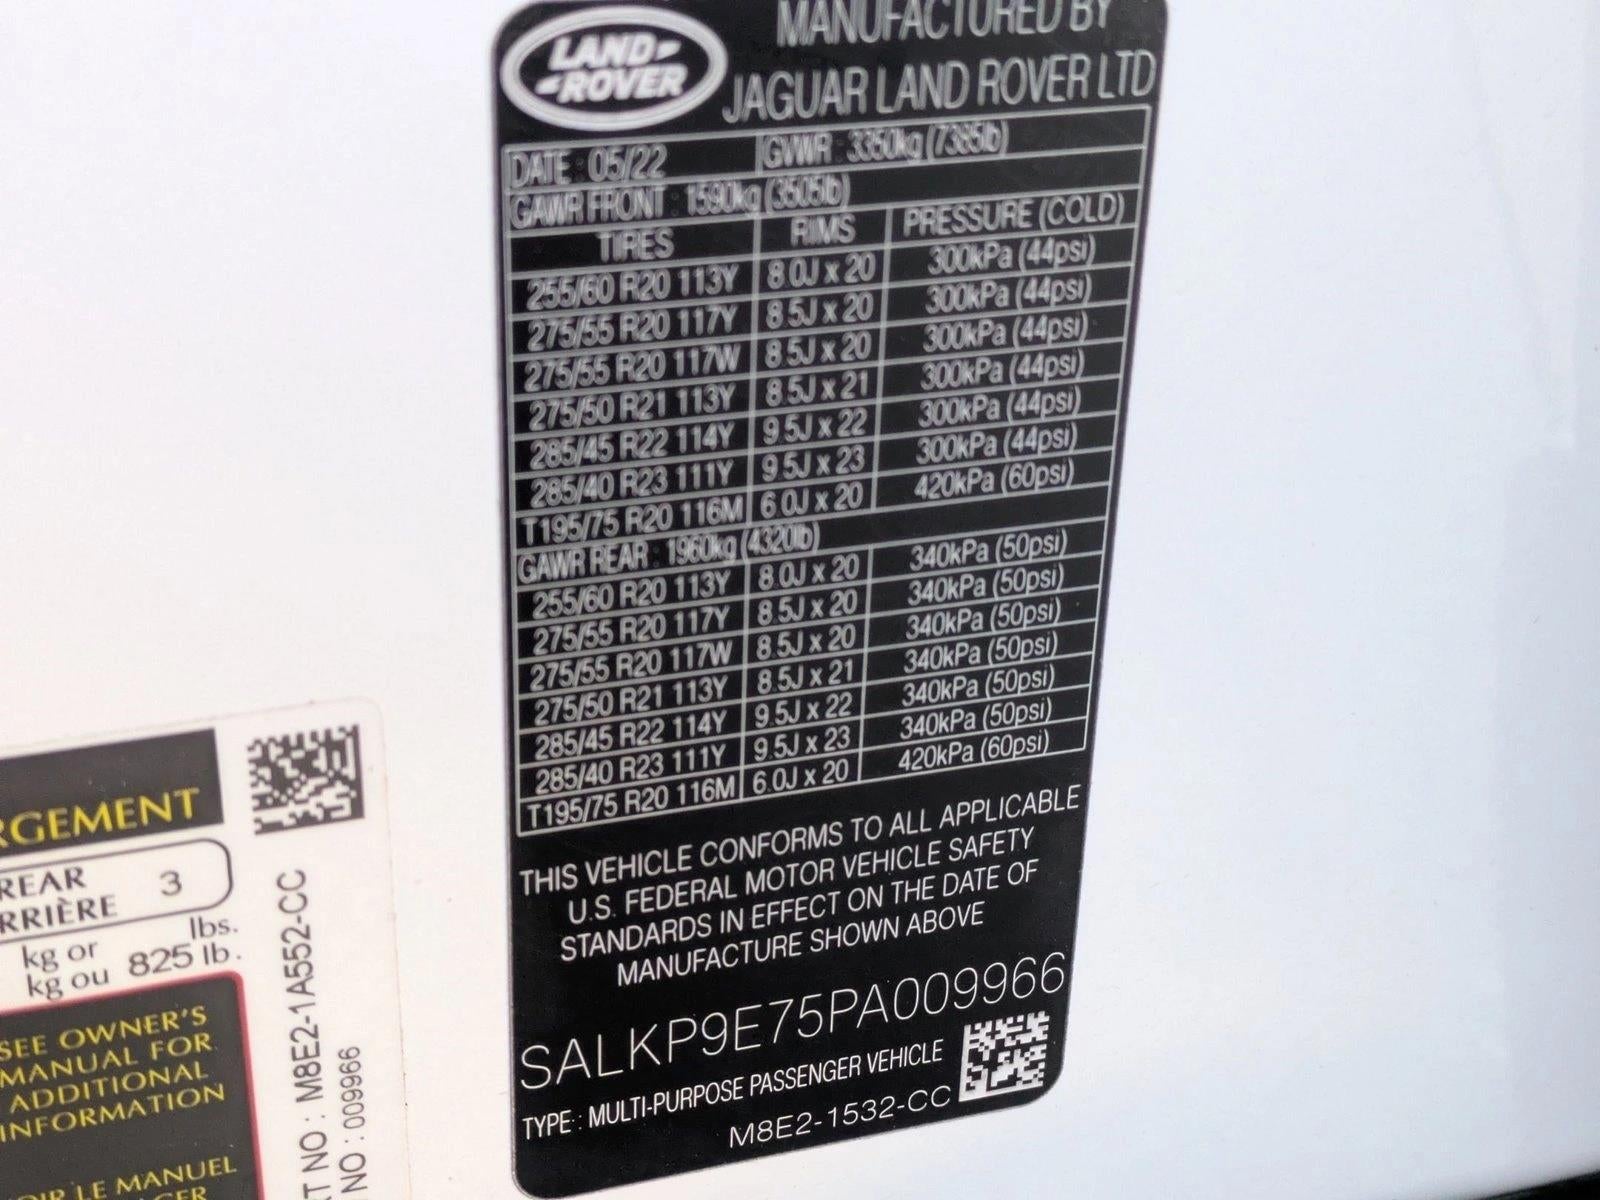 LAND ROVER
MANUFACTURED BY
JAGUAR LAND ROVER LTD
DATE : 05/22 GVWR : 3350kg (7385lb)
GAWR FRONT : 1590kg (3505lb)
TIRES RIMS PRESSURE (COLD)
255/60 R20 113Y 8.0J x 20 300kPa (44psi)
275/55 R20 117Y 8.5J x 20 300kPa (44psi)
275/55 R20 117W 8.5J x 20 300kPa (44psi)
275/50 R21 113Y 8.5J x 21 300kPa (44psi)
285/45 R22 114Y 9.5J x 22 300kPa (44psi)
285/40 R23 111Y 9.5J x 23 300kPa (44psi)
T195/75 R20 116M 6.0J x 20 420kPa (60psi)
GAWR REAR : 1960kg (4320lb)
255/60 R20 113Y 8.0J x 20 340kPa (50psi)
275/55 R20 117Y 8.5J x 20 340kPa (50psi)
275/55 R20 117W 8.5J x 20 340kPa (50psi)
275/50 R21 113Y 8.5J x 21 340kPa (50psi)
285/45 R22 114Y 9.5J x 22 340kPa (50psi)
285/40 R23 111Y 9.5J x 23 340kPa (50psi)
T195/75 R20 116M 6.0J x 20 420kPa (60psi)
THIS VEHICLE CONFORMS TO ALL APPLICABLE
U.S. FEDERAL MOTOR VEHICLE SAFETY
STANDARDS IN EFFECT ON THE DATE OF
MANUFACTURE SHOWN ABOVE
SALKP9E75PA009966
TYPE : MULTI-PURPOSE PASSENGER VEHICLE
M8E2-1532-CC
RGEMENT
REAR 3
RRIÈRE
kg or lbs.
kg ou 825 lb.
SEE OWNER'S
MANUAL FOR
ADDITIONAL
INFORMATION
OIR LE MANUEL
AGER
RT NO : M8E2-1A552-CC
NO : 009966